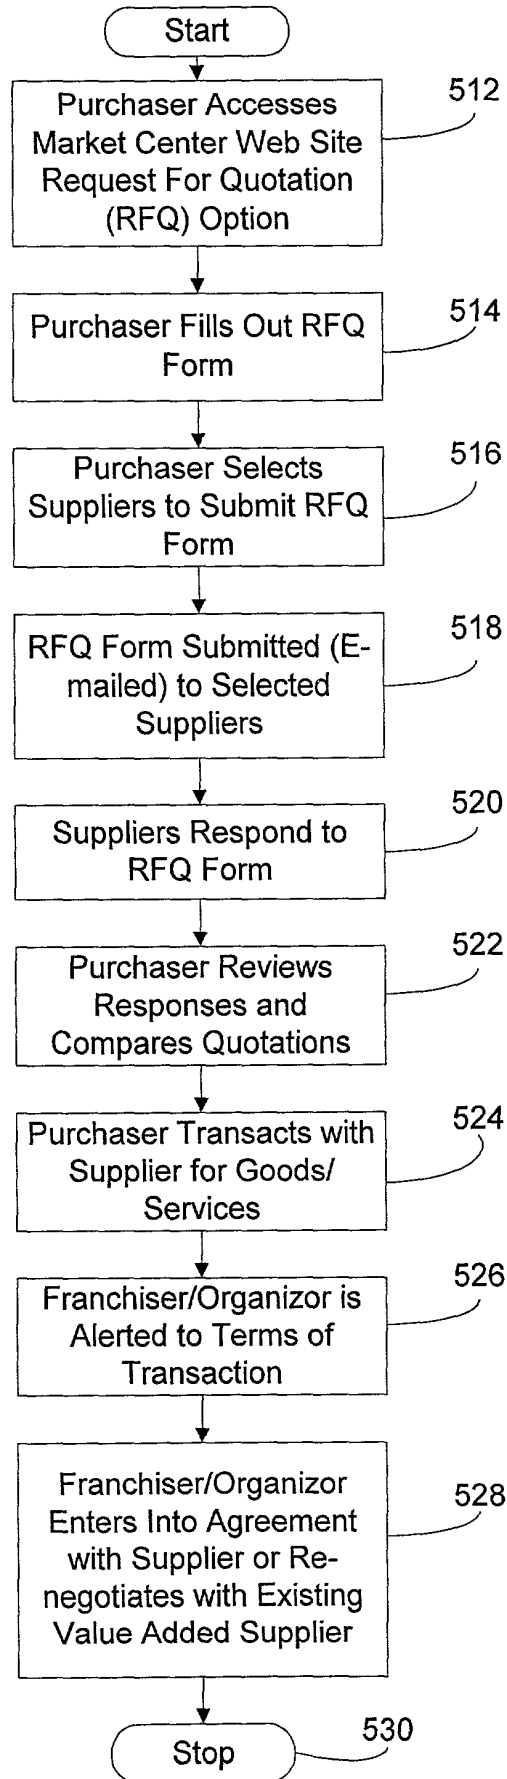 Start
512
Purchaser Accesses
Market Center Web Site
Request For Quotation
(RFQ) Option
514
Purchaser Fills Out RFQ
Form
516
Purchaser Selects
Suppliers to Submit RFQ
Form
518
RFQ Form Submitted (E-
mailed) to Selected
Suppliers
520
Suppliers Respond to
RFQ Form
522
Purchaser Reviews
Responses and
Compares Quotations
524
Purchaser Transacts with
Supplier for Goods/
Services
526
Franchiser/Organizor is
Alerted to Terms of
Transaction
528
Franchiser/Organizor
Enters Into Agreement
with Supplier or Re-
negotiates with Existing
Value Added Supplier
530
Stop